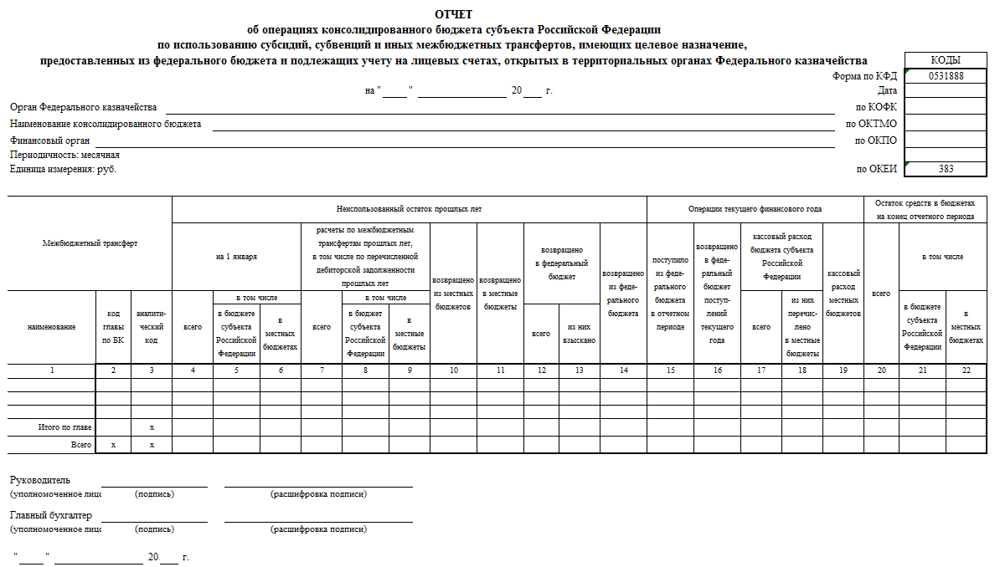 ОТЧЕТ
об операциях консолидированного бюджета субъекта Российской Федерации
по использованию субсидий, субвенций и иных межбюджетных трансфертов, имеющих целевое назначение,
предоставленных из федерального бюджета и подлежащих учету на лицевых счетах, открытых в территориальных органах Федерального казначейства
КОДЫ
Форма по КФД 0531888
на " ____ " ____________ 20 ___ г. Дата
Орган Федерального казначейства по КОФК
Наименование консолидированного бюджета по ОКТМО
Финансовый орган по ОКПО
Периодичность: месячная
Единица измерения: руб. по ОКЕИ 383
Межбюджетный трансферт
наименование
код
главы
по БК
аналити-
ческий
код
Неиспользованный остаток прошлых лет
на 1 января
всего
в том числе
в бюджете
субъекта
Российской
Федерации
в
местных
бюджетах
расчеты по межбюджетным
трансфертам прошлых лет,
в том числе по перечисленной
дебиторской задолженности
прошлых лет
всего
в том числе
в бюджет
субъекта
Российской
Федерации
в
местные
бюджеты
возвращено
из местных
бюджетов
возвращено
в местные
бюджеты
возвращено
в федеральный
бюджет
всего
из них
взыскано
возвращено
из феде-
рального
бюджета
Операции текущего финансового года
поступило
из феде-
рального
бюджета
в отчетном
периоде
возвращено
в феде-
ральный
бюджет
поступ-
лений
текущего
года
кассовый расход
бюджета субъекта
Российской
Федерации
всего
из них
перечис-
лено
в местные
бюджеты
кассовый
расход
местных
бюджетов
Остаток средств в бюджетах
на конец отчетного периода
всего
в том числе
в бюджете
субъекта
Российской
Федерации
в
местных
бюджетах
1 2 3 4 5 6 7 8 9 10 11 12 13 14 15 16 17 18 19 20 21 22
Итого по главе х
Всего х х
Руководитель
(уполномоченное лицо (подпись) (расшифровка подписи)
Главный бухгалтер
(уполномоченное лицо (подпись) (расшифровка подписи)
" ____ " ____________ 20 ___ г.